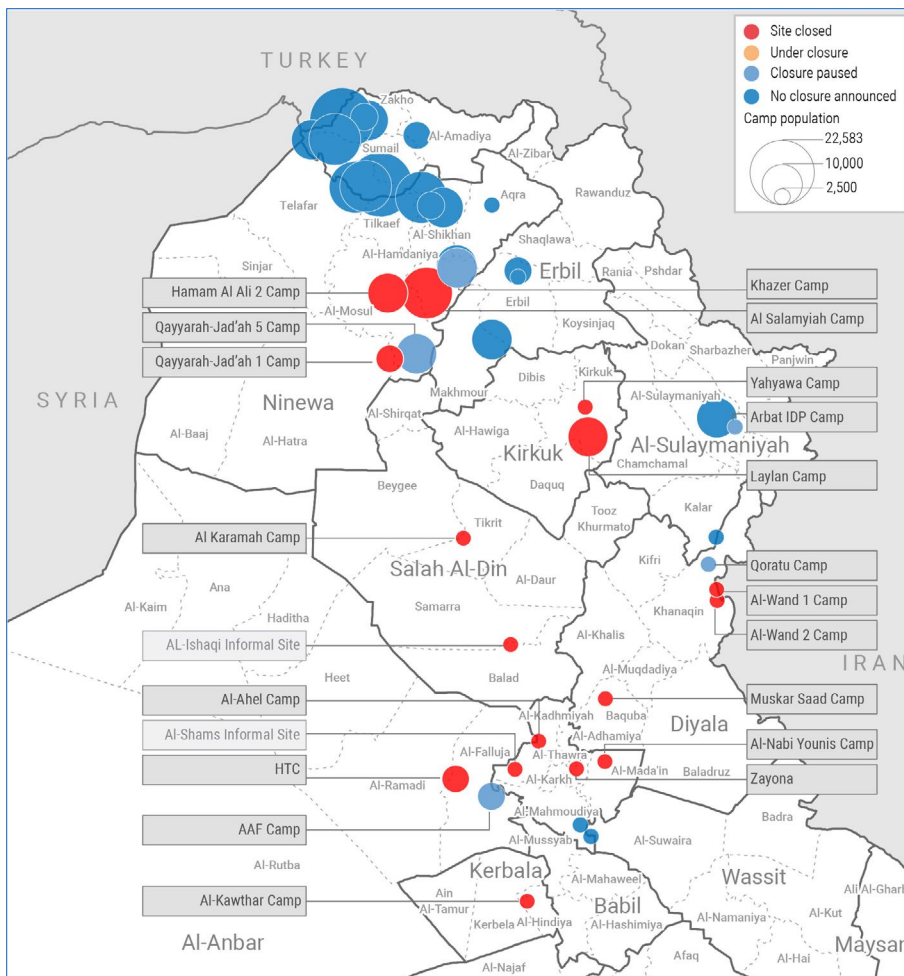 TURKEY
Site closed
Under closure
Closure paused
No closure announced
Camp population
22,583
10,000
2,500
Zakho
Al-Amadiya
Sumail
Al-Zibar
Aqra
Rawanduz
Telafar
Tilkaef
Al-Shikhan
Shaqlawa
Al-Hamdaniya
Erbil
Rania
Pshdar
Sinjar
Hamam Al Ali 2 Camp
Khazer Camp
Al-Mosul
Erbil
Al Salamyiah Camp
Qayyarah-Jad'ah 5 Camp
Koysinjaq
Dokan
Sharbazher
Qayyarah-Jad'ah 1 Camp
Panjwin
Dibis
Kirkuk
Makhmour
Yahyawa Camp
SYRIA
Ninewa
Al-Shirqat
Al-Sulaymaniyah
Arbat IDP Camp
Al-Baaj
Al-Hatra
Al-Hawiga
Al-Sulaymaniyah
Kirkuk
Chamchamal
Laylan Camp
Beygee
Daquq
Tikrit
Tooz
Khurmato
Kalar
Al Karamah Camp
Kifri
Qoratu Camp
Salah Al-Din
Al-Daur
Ana
Al-Kaim
Samarra
Khanaqin
Al-Wand 1 Camp
Haditha
Al-Khalis
Al-Wand 2 Camp
AL-Ishaqi Informal Site
IRAN
Heet
Balad
Al-Muqdadiya
Al-Ahel Camp
Al-Kadhmiyah
Baquba
Muskar Saad Camp
Diyala
Al-Shams Informal Site
Al-Falluja
Al-Adhamiya
Al-Thawra
Al-Nabi Younis Camp
HTC
Al-Ramadi
Al-Karkh
Al-Mada'in
Baladruz
Zayona
AAF Camp
Al-Mahmoudiya
Badra
Al-Mussyab
Al-Suwaira
Al-Rutba
Kerbala
Al-Mahaweel
Wassit
Al-Kawthar Camp
Ain
Al-Tamur
Babil
Ali Al-Gharb
Kerbela
Al-Hindiya
Al-Hashimiya
Al-Namaniya
Al-Kut
Al-Anbar
Maysan
Al-Najaf
Afaq
Al-Hai